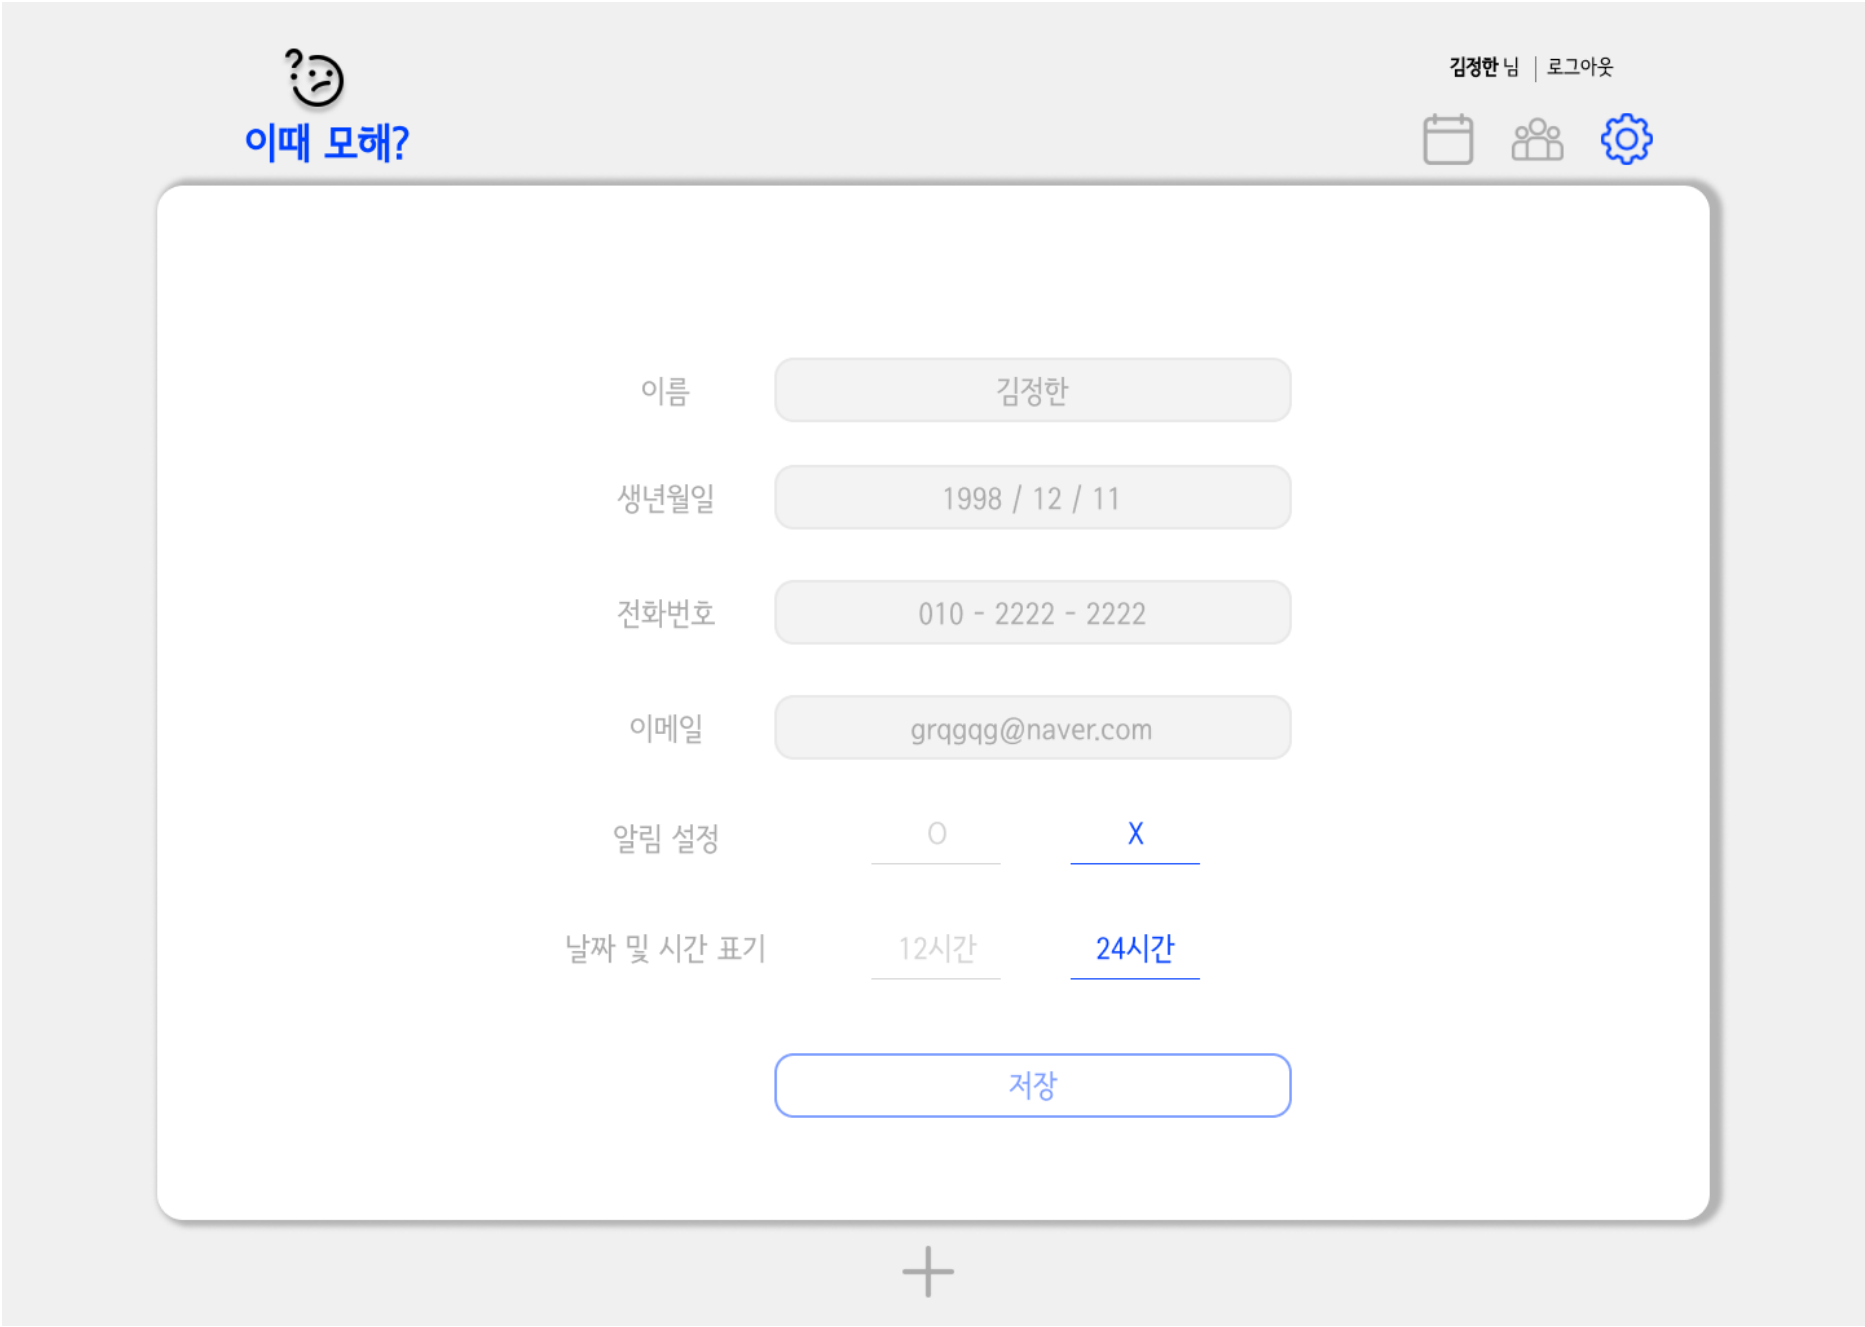 김정한 님 | 로그아웃
이때 모해?
이름 김정한
생년월일 1998 / 12 / 11
전화번호 010 - 2222 - 2222
이메일 grqgqg@naver.com
알림 설정 O X
날짜 및 시간 표기 12시간 24시간
저장